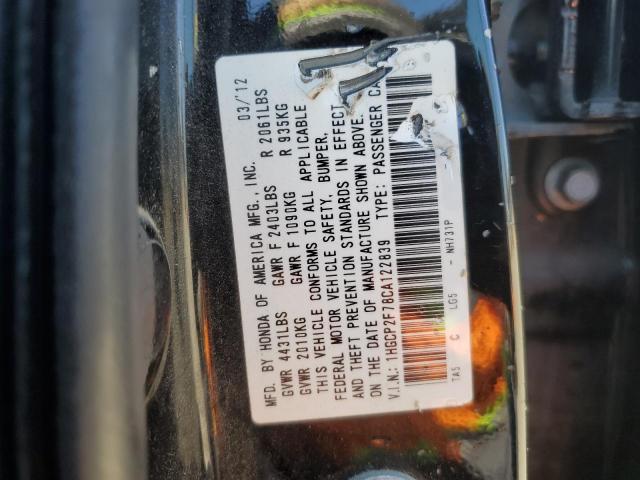 MFD. BY HONDA OF AMERICA MFG., INC. 03/'12
GVWR 4431LBS GAWR F 2403LBS R 2061LBS
GVWR 2010KG GAWR F 1090KG R 935KG
THIS VEHICLE CONFORMS TO ALL APPLICABLE
FEDERAL MOTOR VEHICLE SAFETY, BUMPER,
AND THEFT PREVENTION STANDARDS IN EFFECT
ON THE DATE OF MANUFACTURE SHOWN ABOVE.
V.I.N.: 1HGCP2F78CA122839 TYPE: PASSENGER CA
TA5 C LG5 - NH731P